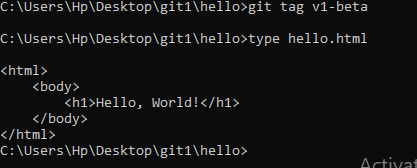 C:\Users\Hp\Desktop\git1\hello>git tag v1-beta
C:\Users\Hp\Desktop\git1\hello>type hello.html
<html>
    <body>
        <h1>Hello, World!</h1>
    </body>
</html>
C:\Users\Hp\Desktop\git1\hello>